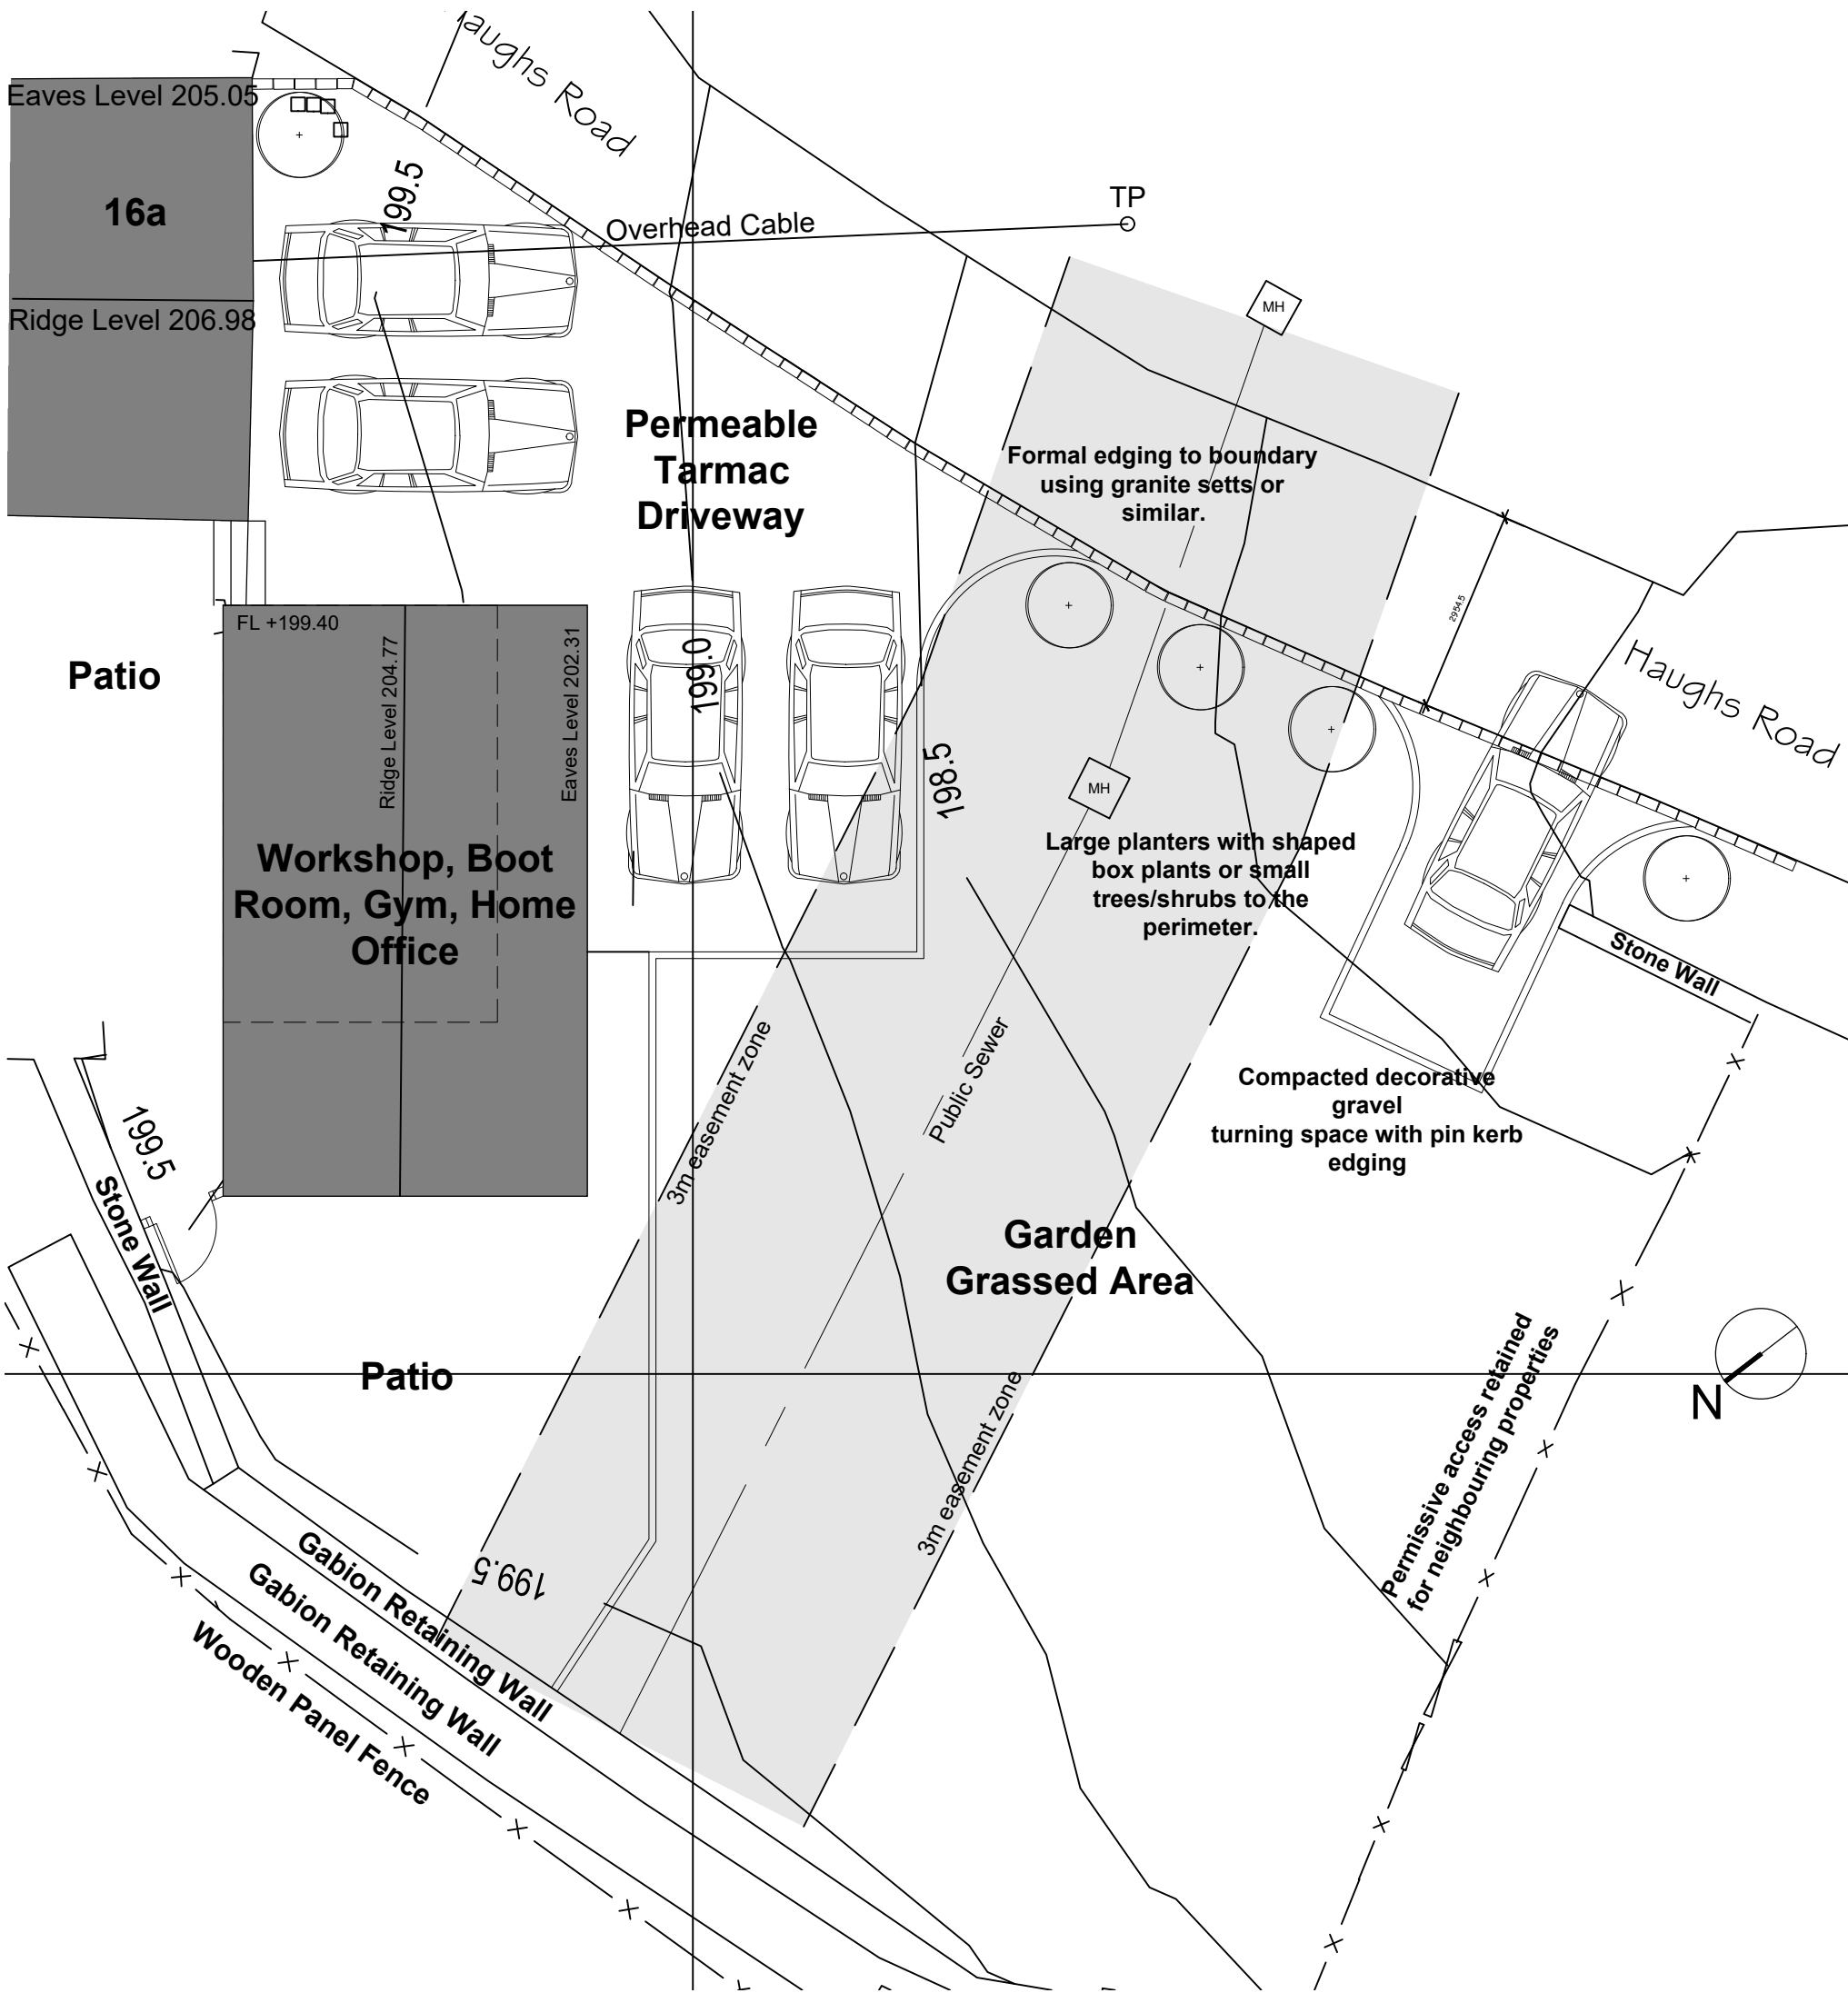 Haughs Road
Eaves Level 205.05
16a
199.5
TP
Overhead Cable
Ridge Level 206.98
MH
Permeable
Tarmac
Driveway
Formal edging to boundary
using granite setts or
similar.
2954.5
FL +199.40
Ridge Level 204.77
Eaves Level 202.31
199.0
Patio
Haughs Road
198.5
MH
Large planters with shaped
box plants or small
trees/shrubs to the
perimeter.
Workshop, Boot
Room, Gym, Home
Office
Stone Wall
3m easement zone
Public Sewer
Compacted decorative
gravel
turning space with pin kerb
edging
199.5
Stone Wall
Garden
Grassed Area
Patio
N
Permissive access retained
for neighbouring properties
3m easement zone
199.5
Gabion Retaining Wall
Gabion Retaining Wall
Wooden Panel Fence